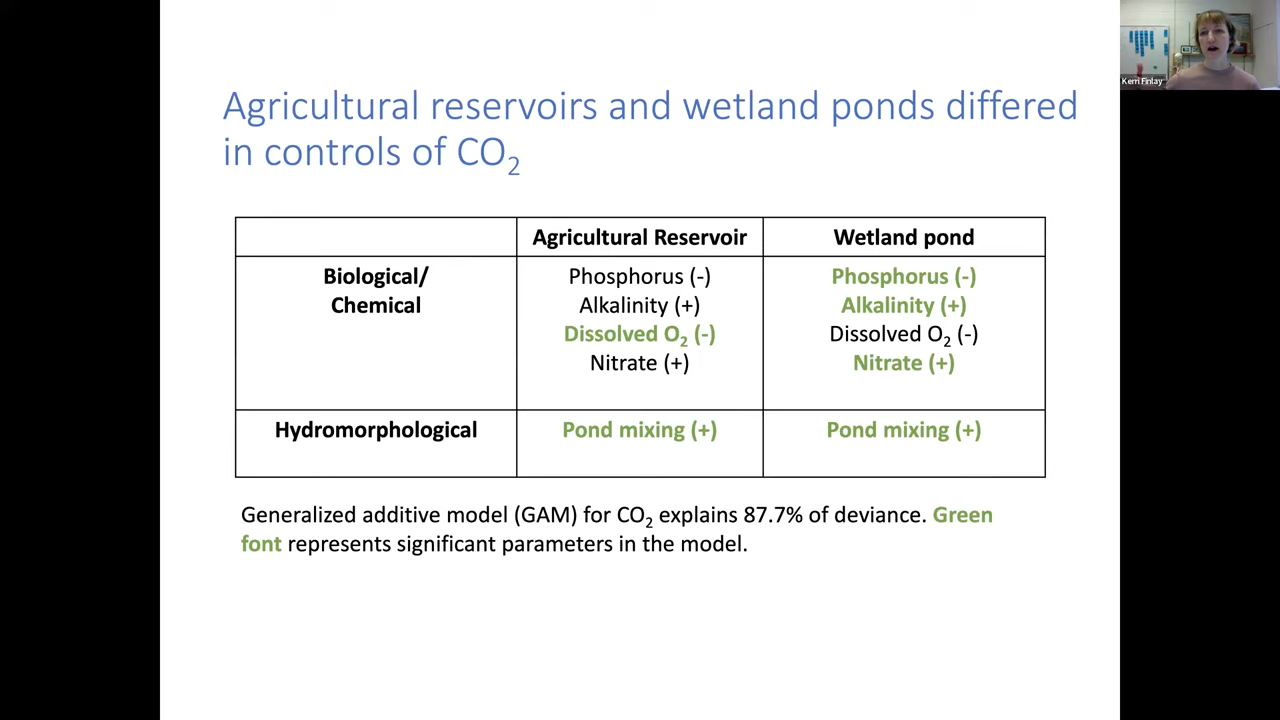 Kerri Finlay
Agricultural reservoirs and wetland ponds differed
in controls of CO₂
Agricultural Reservoir
Wetland pond
Biological/
Chemical
Phosphorus (-)
Alkalinity (+)
Dissolved O₂ (-)
Nitrate (+)
Phosphorus (-)
Alkalinity (+)
Dissolved O₂ (-)
Nitrate (+)
Hydromorphological
Pond mixing (+)
Pond mixing (+)
Generalized additive model (GAM) for CO₂ explains 87.7% of deviance. Green
font represents significant parameters in the model.